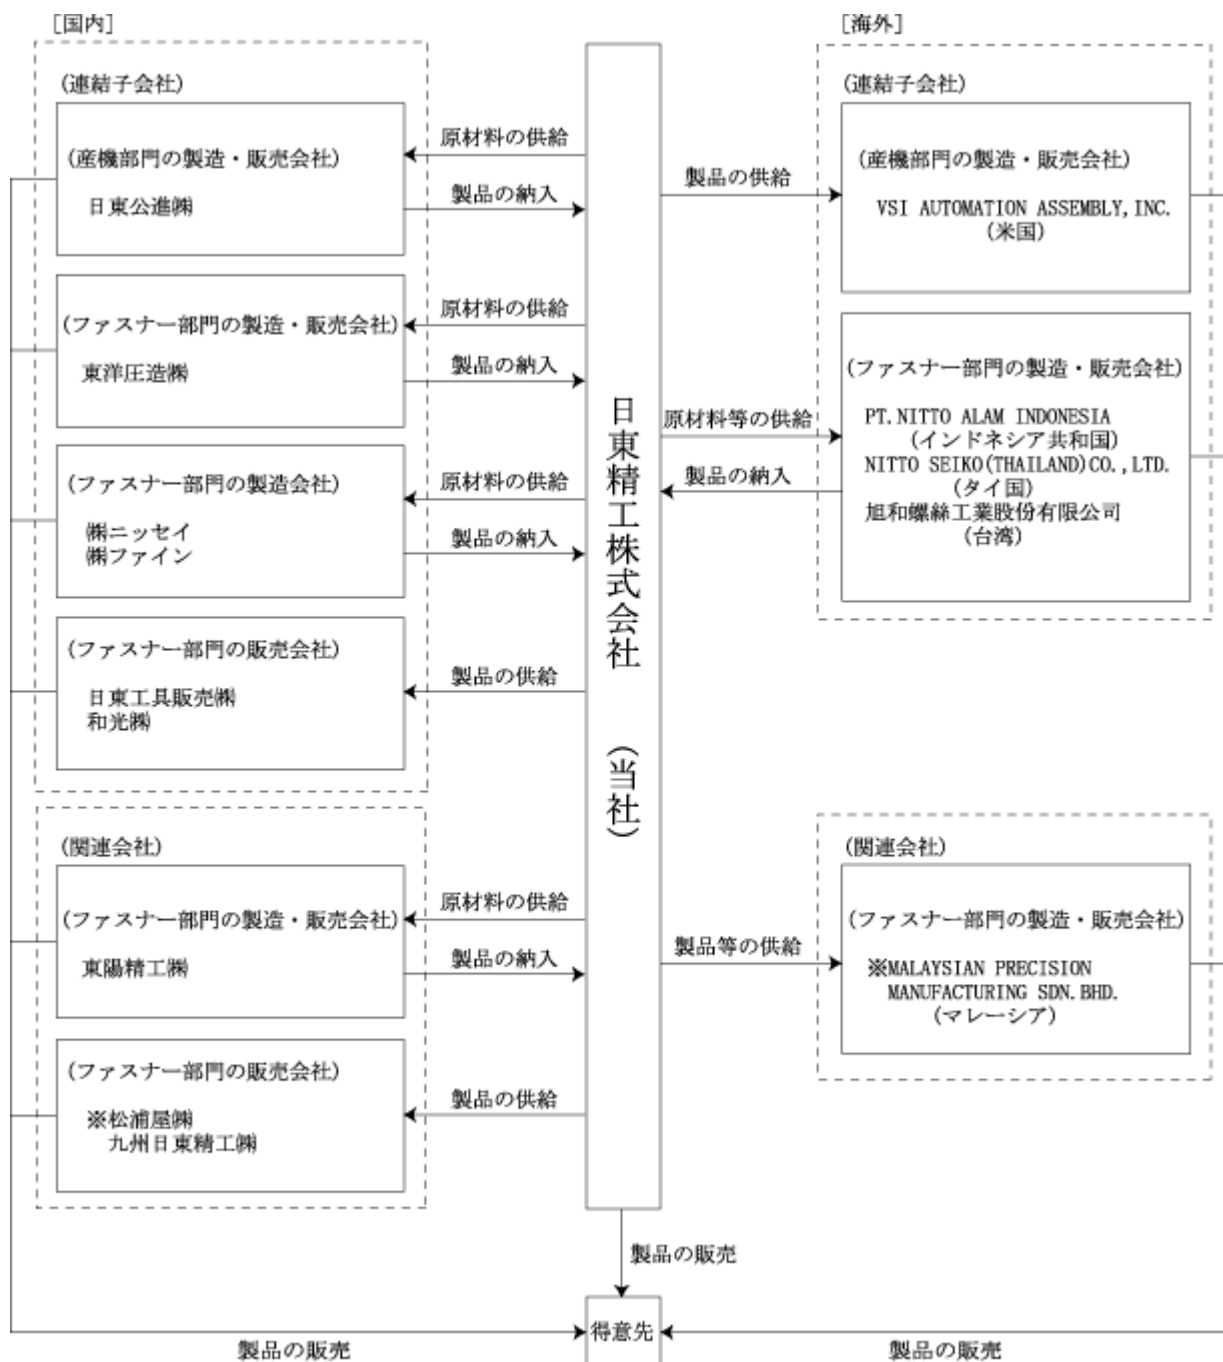 [国内]
(連結子会社)
(産機部門の製造・販売会社)
日東公進㈱
原材料の供給
製品の納入
(ファスナー部門の製造・販売会社)
東洋圧造㈱
原材料の供給
製品の納入
(ファスナー部門の製造会社)
㈱ニッセイ
㈱ファイン
原材料の供給
製品の納入
(ファスナー部門の販売会社)
日東工具販売㈱
和光㈱
製品の供給
(関連会社)
(ファスナー部門の製造・販売会社)
東陽精工㈱
原材料の供給
製品の納入
(ファスナー部門の販売会社)
※松浦屋㈱
九州日東精工㈱
製品の供給
日東精工株式会社 (当社)
[海外]
(連結子会社)
(産機部門の製造・販売会社)
VSI AUTOMATION ASSEMBLY,INC.
(米国)
製品の供給
(ファスナー部門の製造・販売会社)
PT.NITTO ALAM INDONESIA
(インドネシア共和国)
NITTO SEIKO(THAILAND)CO.,LTD.
(タイ国)
旭和螺絲工業股份有限公司
(台湾)
原材料等の供給
製品の納入
(関連会社)
(ファスナー部門の製造・販売会社)
※MALAYSIAN PRECISION
MANUFACTURING SDN.BHD.
(マレーシア)
製品等の供給
製品の販売
得意先
製品の販売
製品の販売